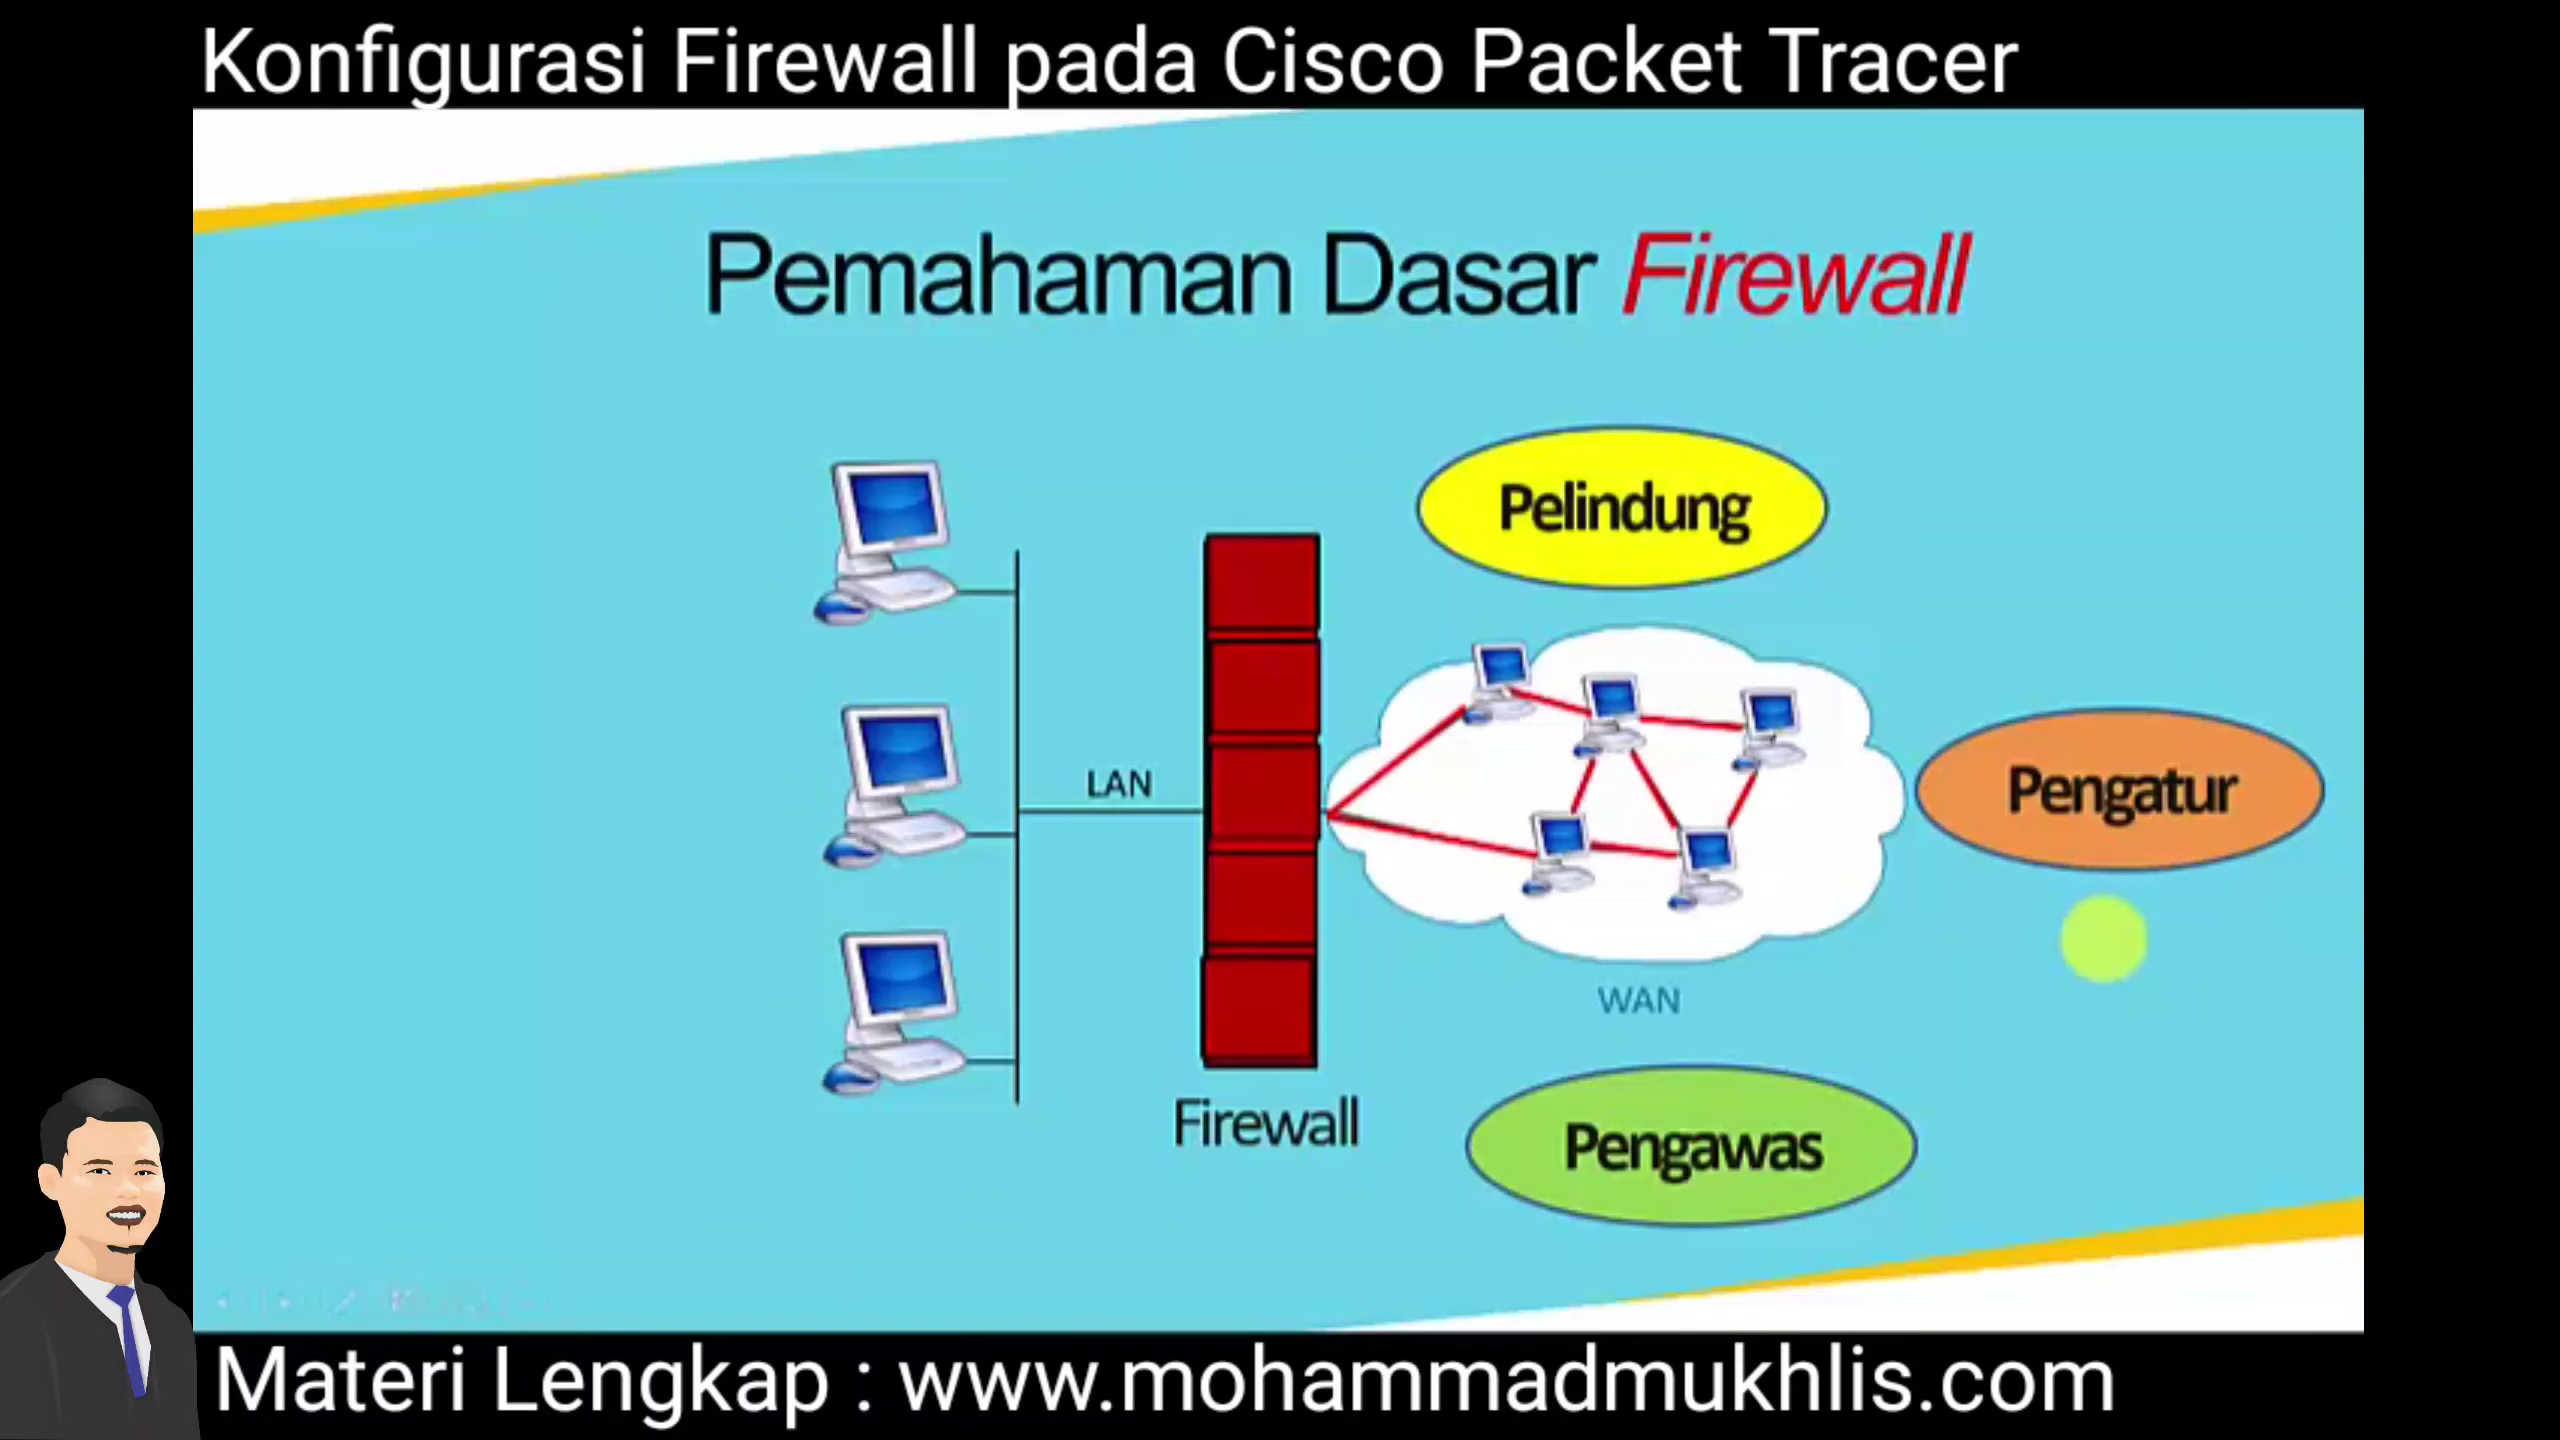 Konfigurasi Firewall pada Cisco Packet Tracer
Pemahaman Dasar Firewall
Pelindung
LAN
Pengatur
WAN
Firewall
Pengawas
Materi Lengkap : www.mohammadmukhlis.com